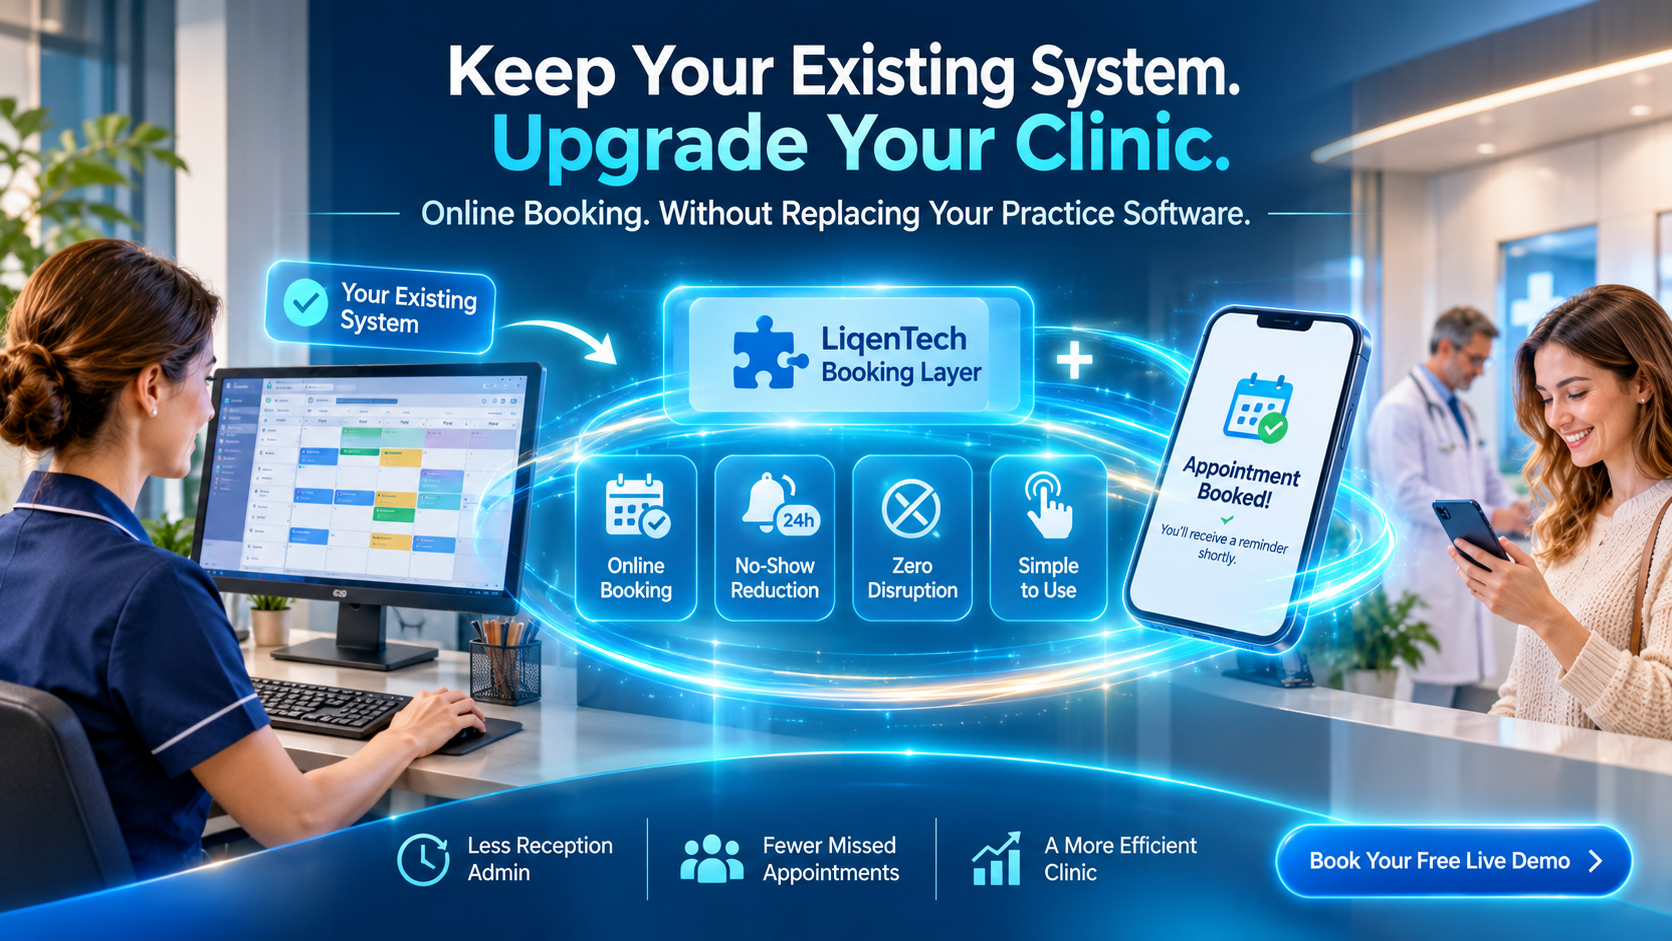 Keep Your Existing System.
Upgrade Your Clinic.
Online Booking. Without Replacing Your Practice Software.
Your Existing
System
LiqenTech
Booking Layer
24h
Online
Booking
No-Show
Reduction
Zero
Disruption
Simple
to Use
Appointment
Booked!
You'll receive a reminder
shortly.
Less Reception
Admin
Fewer Missed
Appointments
A More Efficient
Clinic
Book Your Free Live Demo